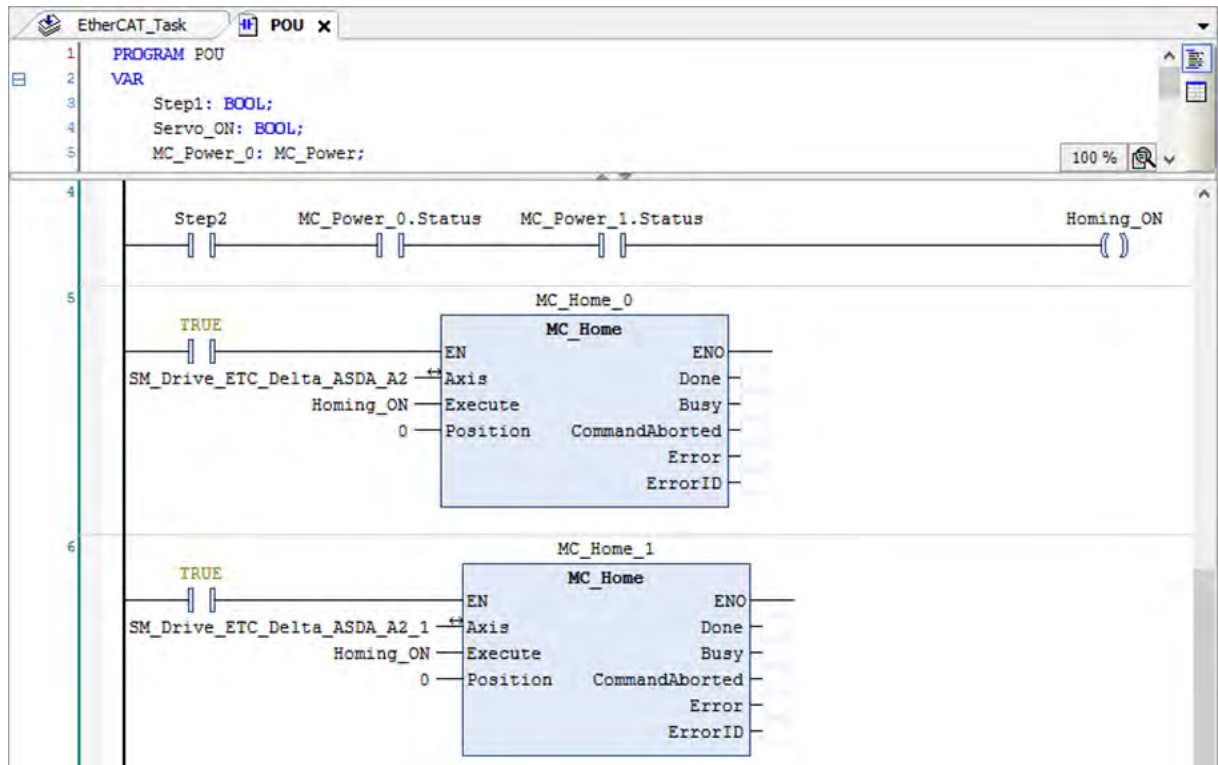 EtherCAT_Task POU X
1 PROGRAM POU
2 VAR
3 Step1: BOOL;
4 Servo_ON: BOOL;
5 MC_Power_0: MC_Power;
100 %
4
Step2 MC_Power_0.Status MC_Power_1.Status Homing_ON
5 MC_Home_0
TRUE MC_Home
EN ENO
SM_Drive_ETC_Delta_ASDA_A2 Axis Done
Homing_ON Execute Busy
0 Position CommandAborted
Error
ErrorID
6 MC_Home_1
TRUE MC_Home
EN ENO
SM_Drive_ETC_Delta_ASDA_A2_1 Axis Done
Homing_ON Execute Busy
0 Position CommandAborted
Error
ErrorID